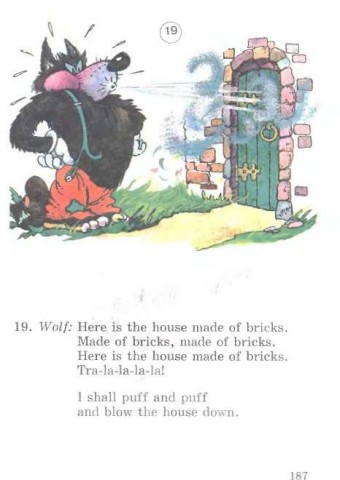 19
19. Wolf: Here is the house made of bricks.
Made of bricks, made of bricks.
Here is the house made of bricks.
Tra-la-la-la-la!
I shall puff and puff
and blow the house down.
187